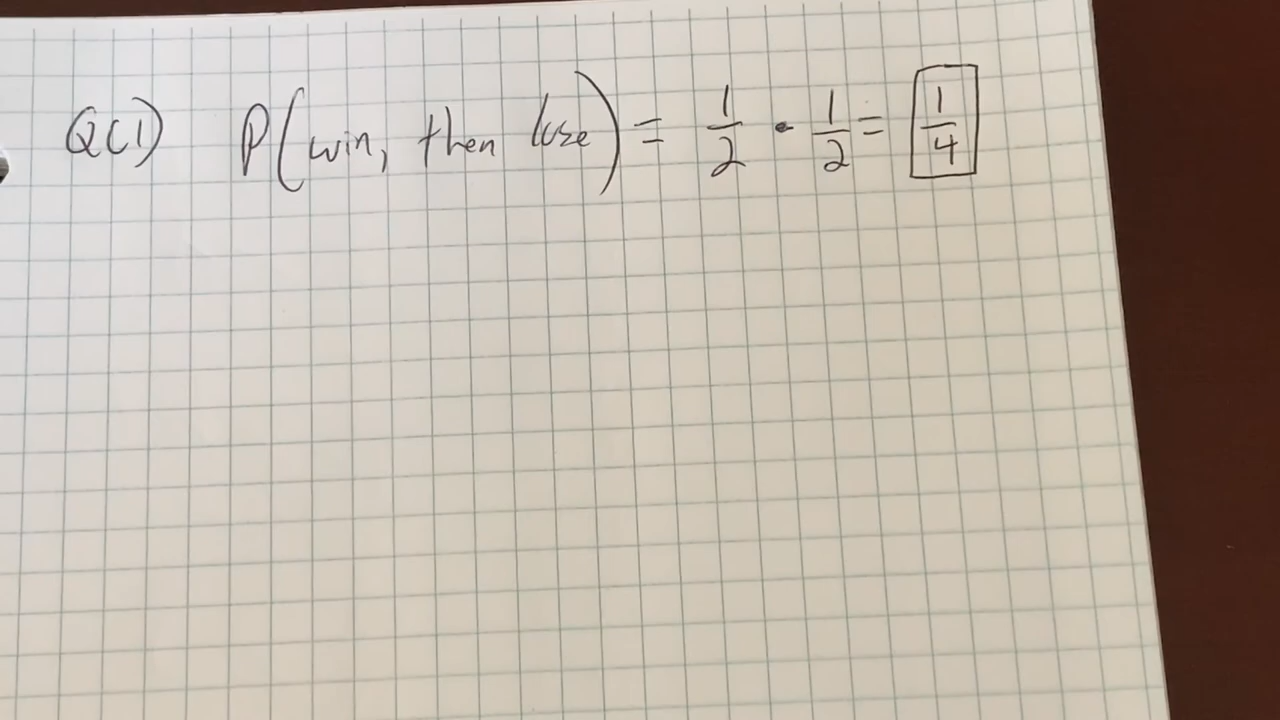 Q(1) P(win, then lose) = 1/2 · 1/2 = 1/4